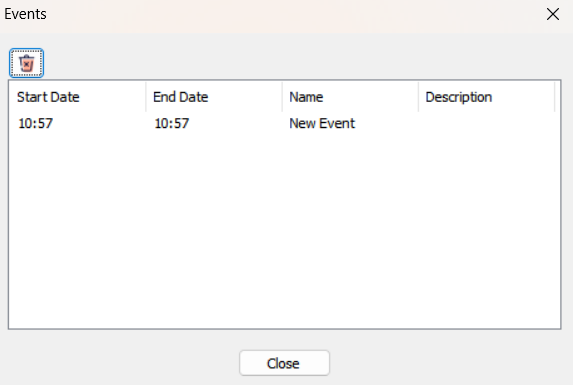 Events
Start Date End Date Name Description
10:57 10:57 New Event
Close